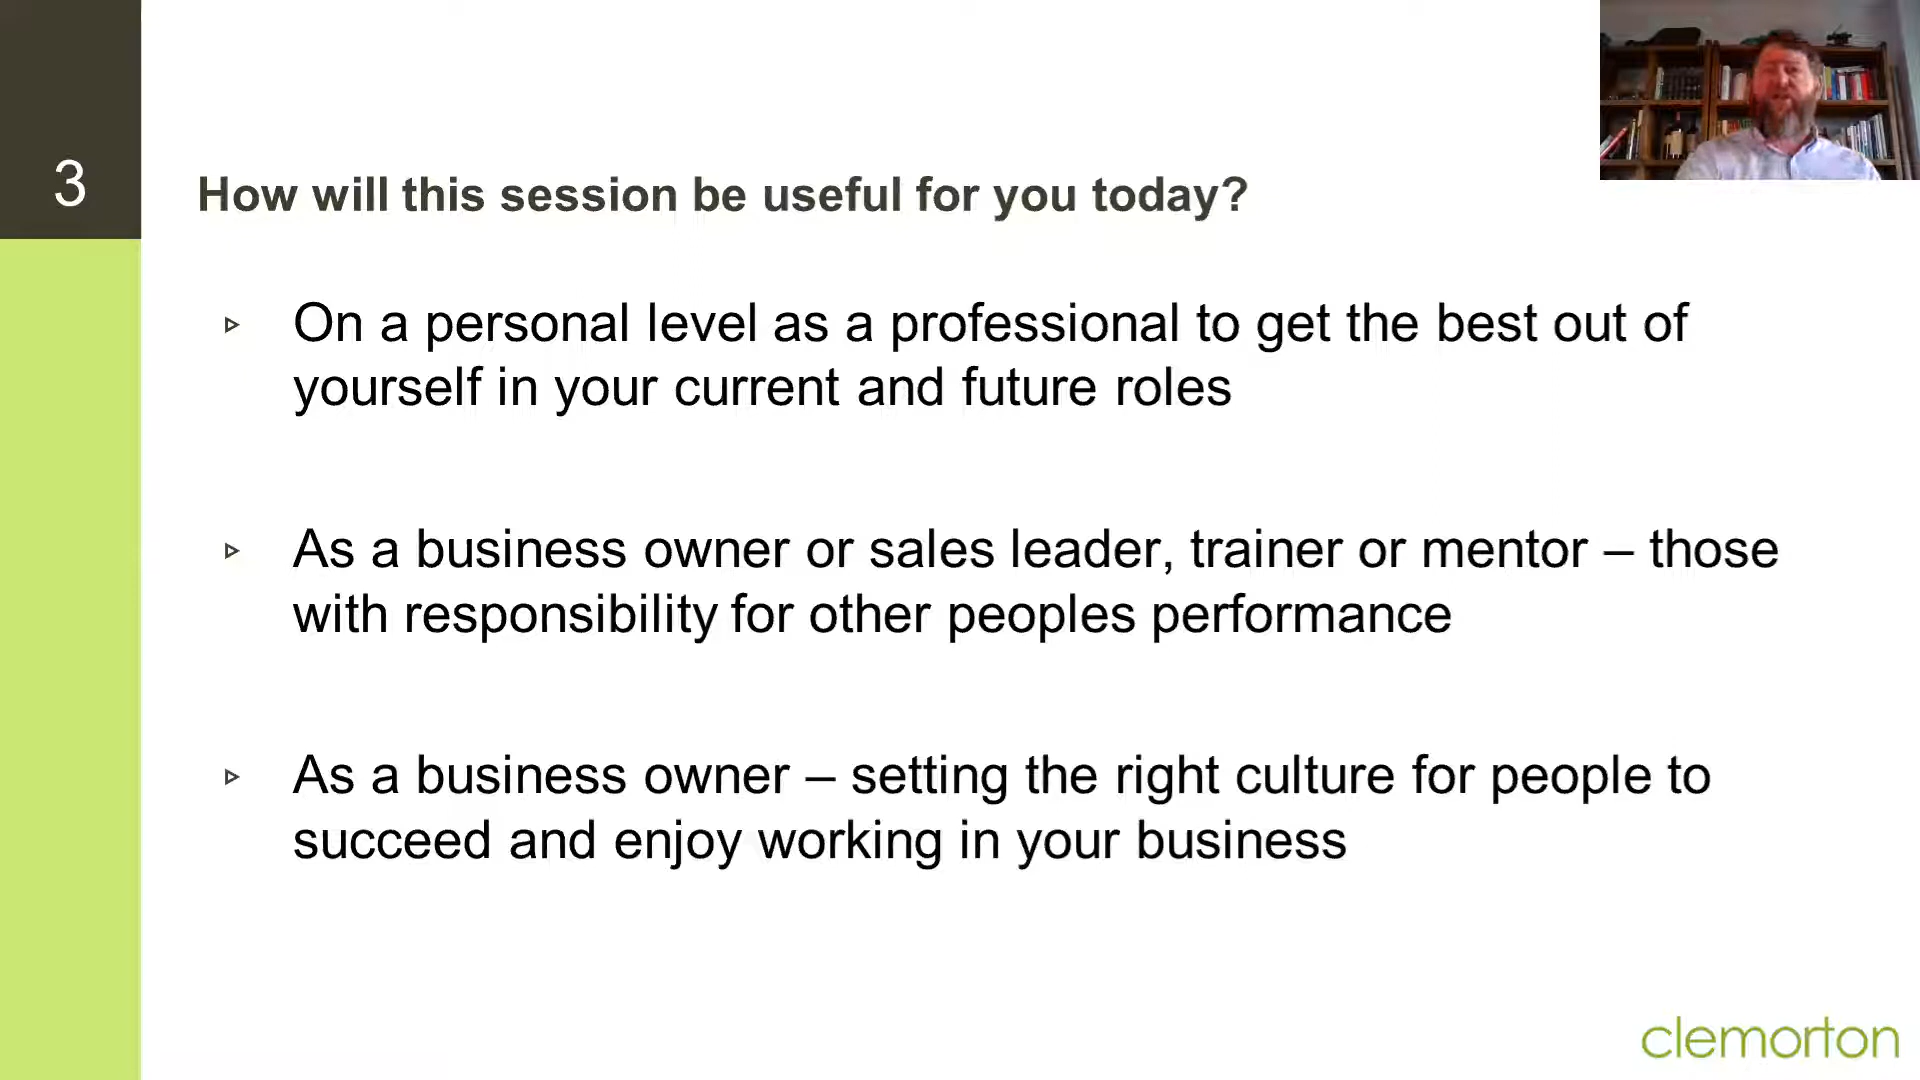 3
How will this session be useful for you today?
On a personal level as a professional to get the best out of
yourself in your current and future roles
As a business owner or sales leader, trainer or mentor – those
with responsibility for other peoples performance
As a business owner – setting the right culture for people to
succeed and enjoy working in your business
clemorton